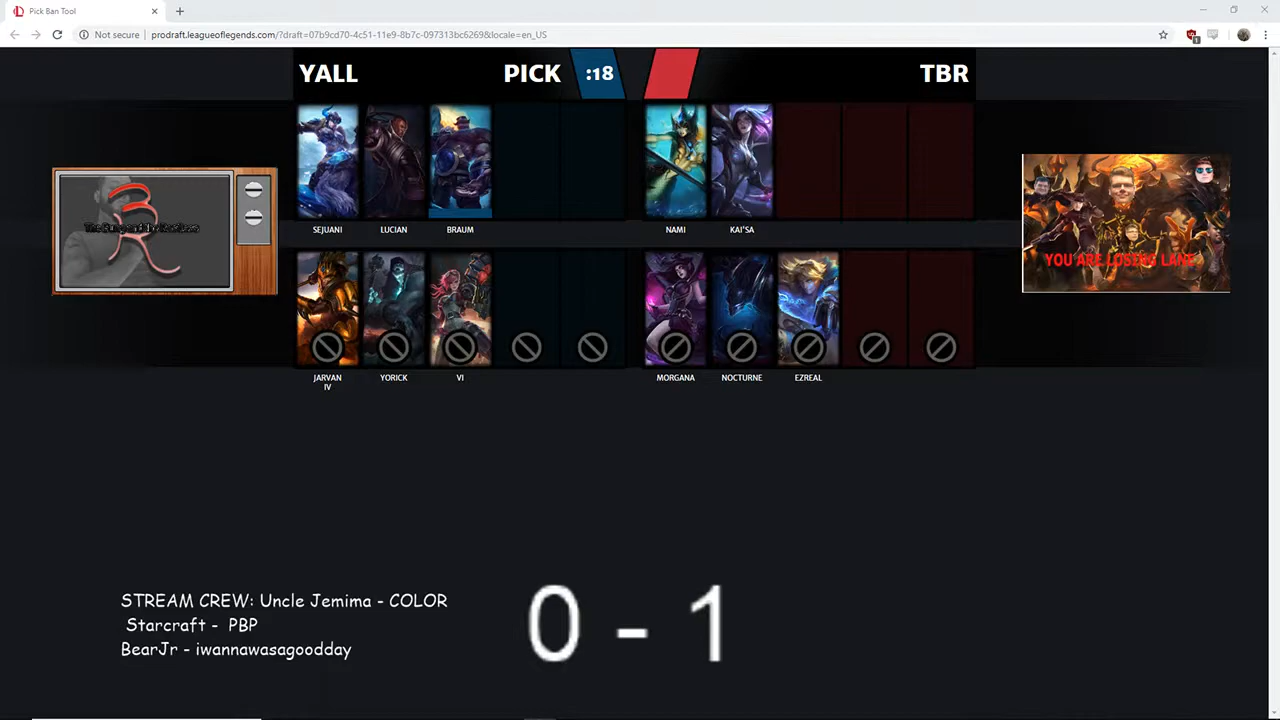 Pick Ban Tool
Not secure
prodraft.leagueoflegends.com/?draft=07b9cd70-4c51-11e9-8b7c-097313bc6269&locale=en_US
1
YALL PICK :18 TBR
SEJUANI LUCIAN BRAUM NAMI KAI'SA
YOU ARE LOSING LANE
JARVAN IV YORICK VI MORGANA NOCTURNE EZREAL
STREAM CREW: Uncle Jemima - COLOR
Starcraft - PBP
BearJr - iwannawasagoodday
0 - 1